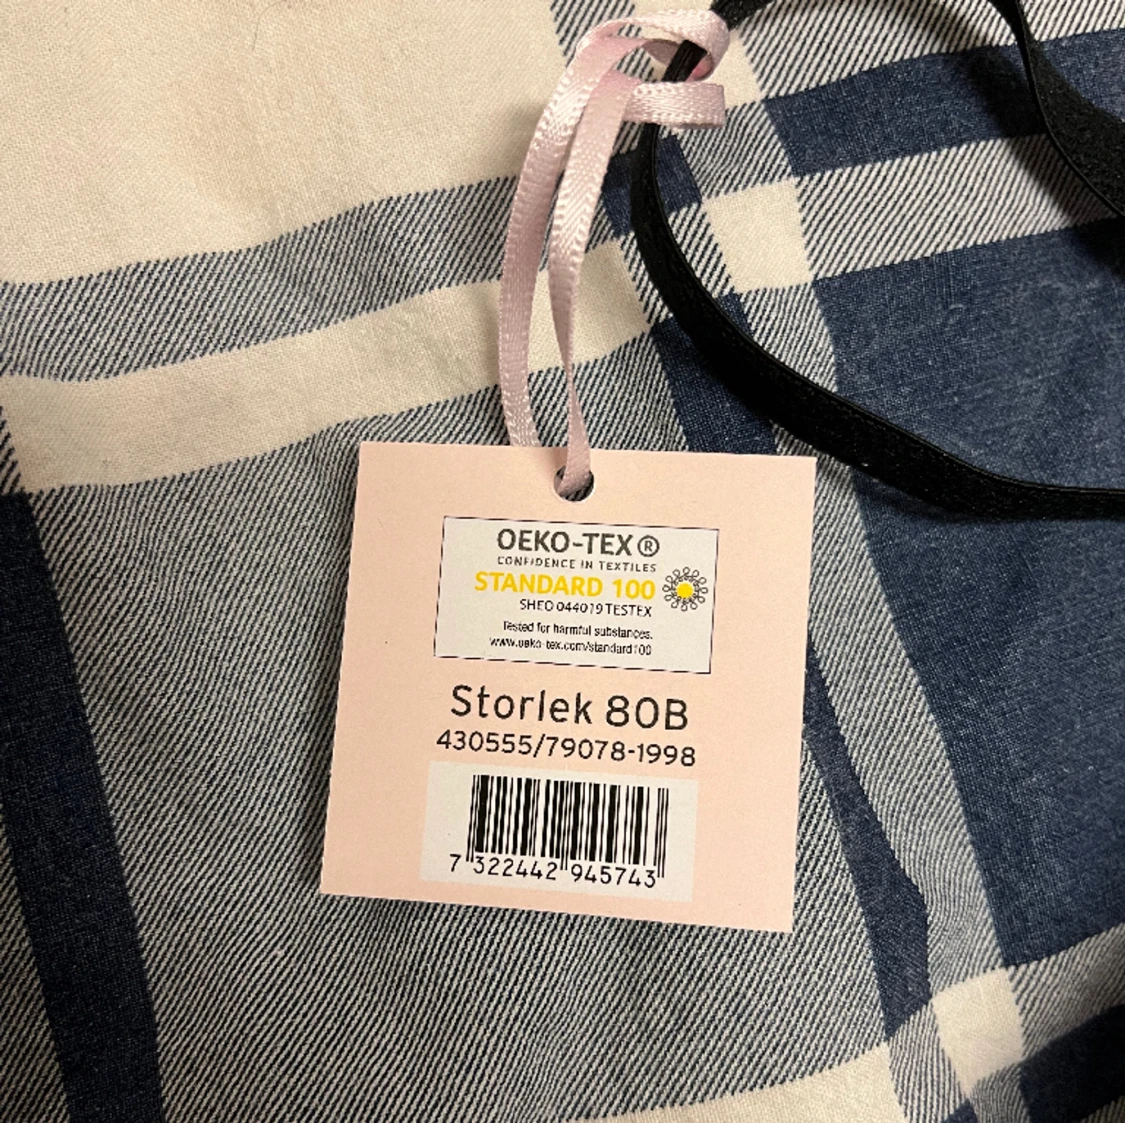 OEKO-TEX®
CONFIDENCE IN TEXTILES
STANDARD 100
SHEO 044019 TESTEX
Tested for harmful substances.
www.oeko-tex.com/standard100
Storlek 80B
430555/79078-1998
7 322442 945743